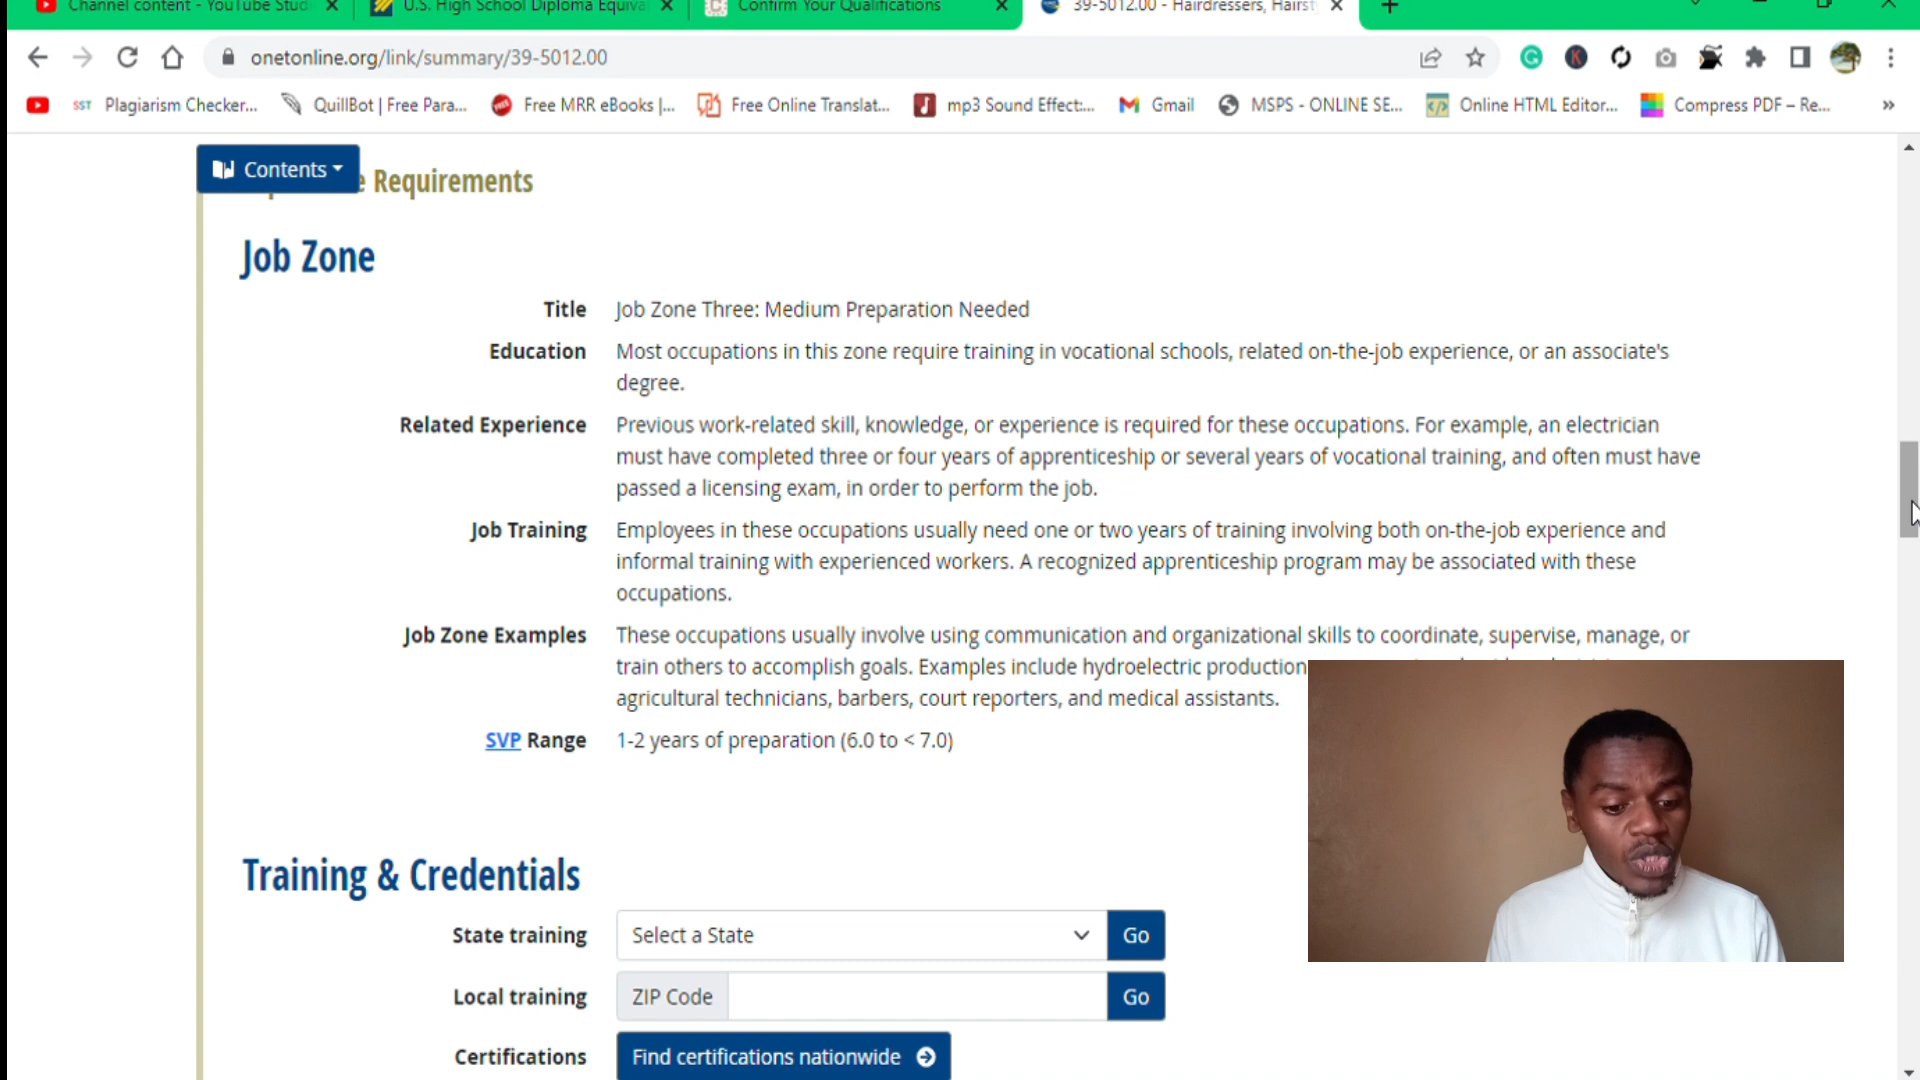 Channel content - YouTube Studi
U.S. High School Diploma Equiva
Confirm Your Qualifications
39-5012.00 - Hairdressers, Hairst
onetonline.org/link/summary/39-5012.00
SST Plagiarism Checker...
QuillBot | Free Para...
Free MRR eBooks |...
Free Online Translat...
mp3 Sound Effect:...
Gmail
MSPS - ONLINE SE...
Online HTML Editor...
Compress PDF – Re...
Contents
e Requirements
Job Zone
Title Job Zone Three: Medium Preparation Needed
Education Most occupations in this zone require training in vocational schools, related on-the-job experience, or an associate's
degree.
Related Experience Previous work-related skill, knowledge, or experience is required for these occupations. For example, an electrician
must have completed three or four years of apprenticeship or several years of vocational training, and often must have
passed a licensing exam, in order to perform the job.
Job Training Employees in these occupations usually need one or two years of training involving both on-the-job experience and
informal training with experienced workers. A recognized apprenticeship program may be associated with these
occupations.
Job Zone Examples These occupations usually involve using communication and organizational skills to coordinate, supervise, manage, or
train others to accomplish goals. Examples include hydroelectric production
agricultural technicians, barbers, court reporters, and medical assistants.
SVP Range 1-2 years of preparation (6.0 to < 7.0)
Training & Credentials
State training Select a State Go
Local training ZIP Code Go
Certifications Find certifications nationwide